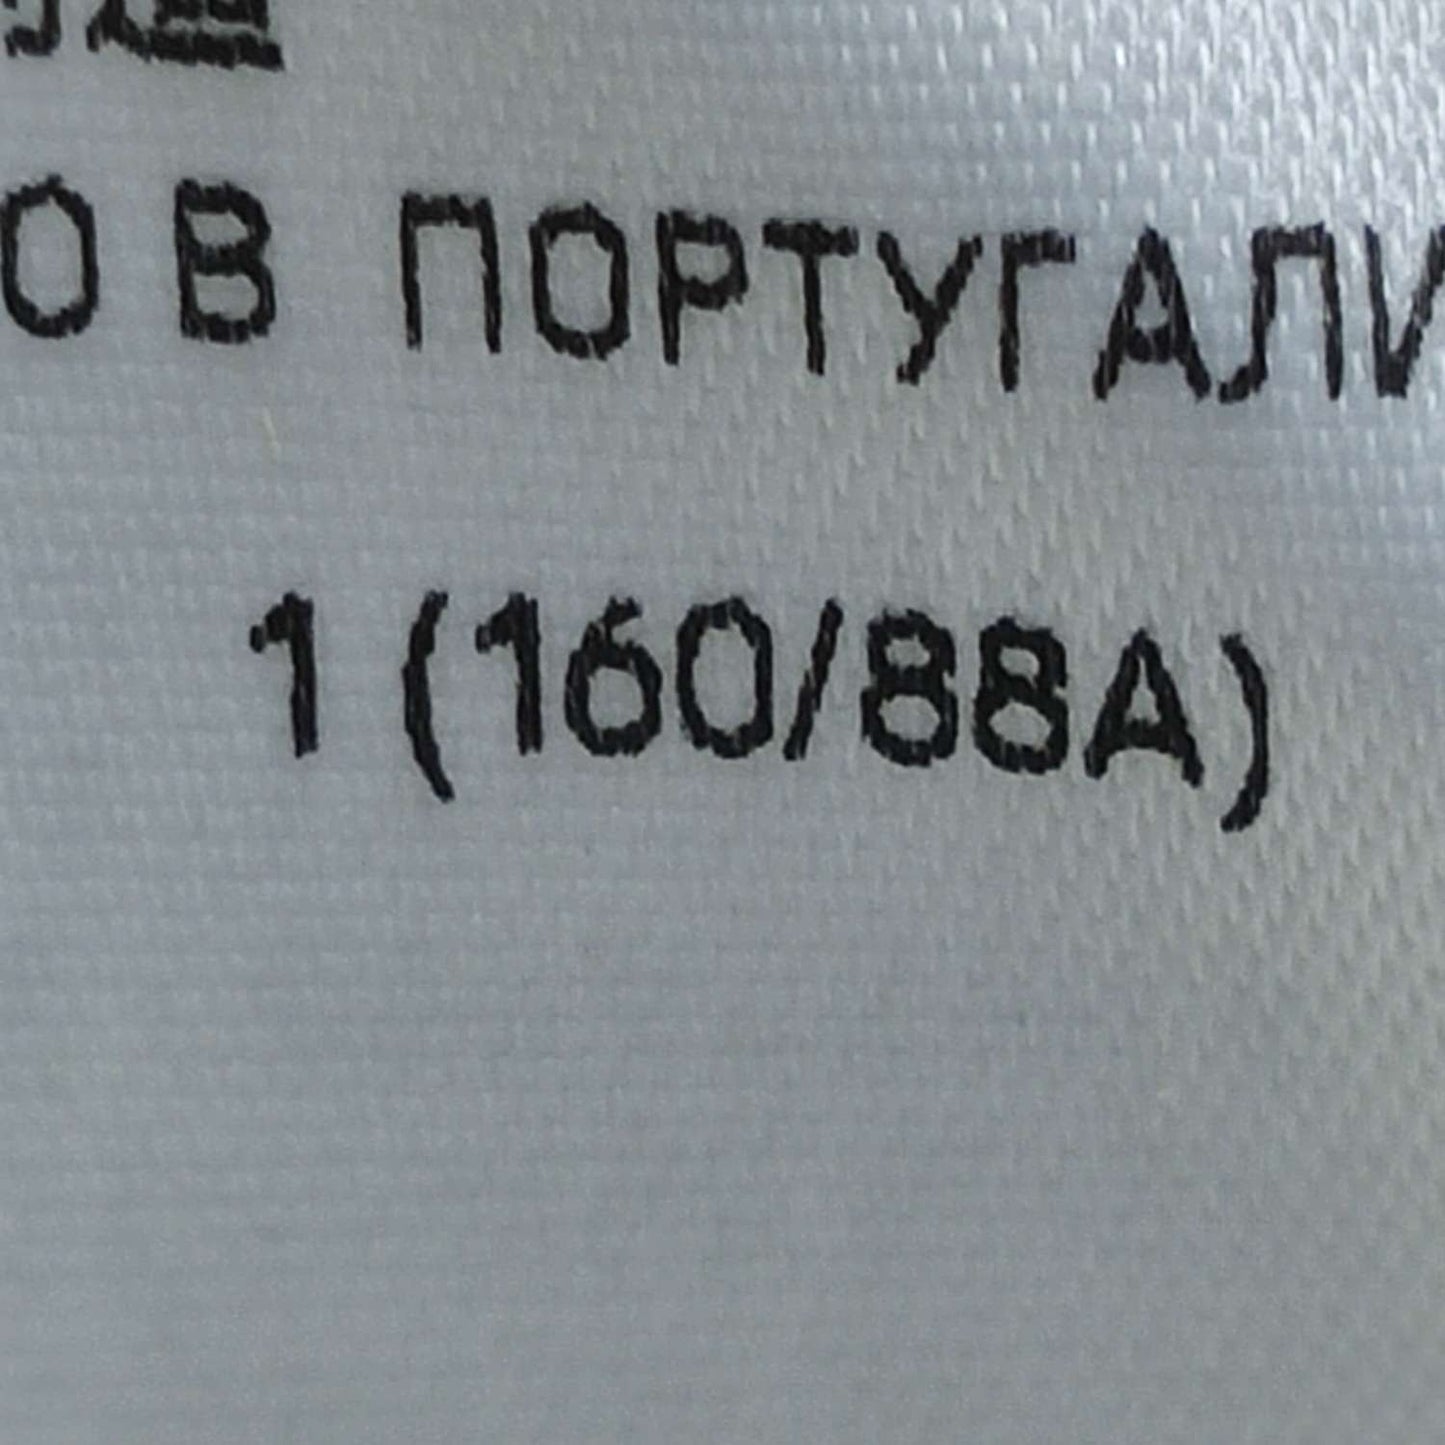 О В ПОРТУГАЛИ
1 (160/88A)